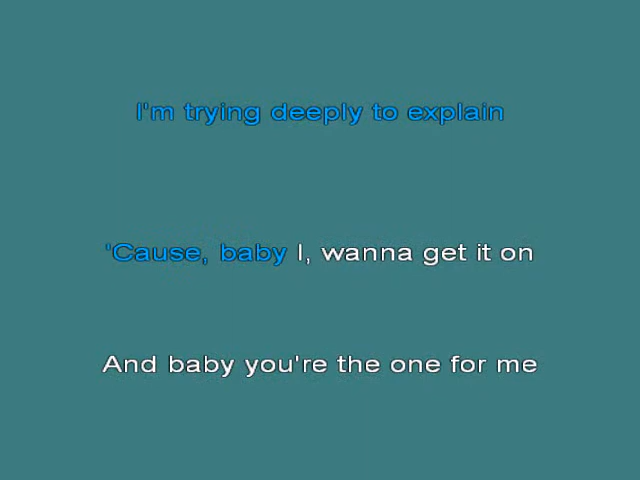 I'm trying deeply to explain
'Cause, baby I, wanna get it on
And baby you're the one for me